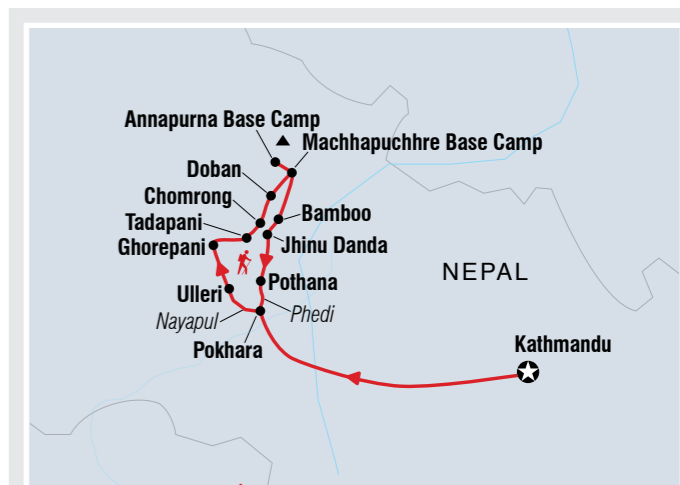 Annapurna Base Camp
Machhapuchhre Base Camp
Doban
Chomrong
Bamboo
Tadapani
Ghorepani
Jhinu Danda
NEPAL
Pothana
Ulleri
Nayapul
Phedi
Pokhara
Kathmandu